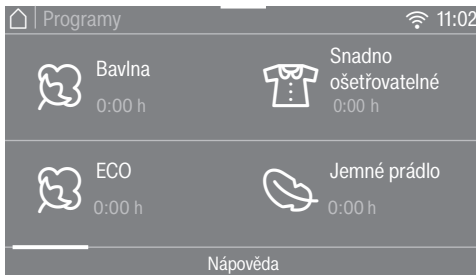 Programy
11:02
Bavlna
0:00 h
Snadno
ošetřovatelné
0:00 h
ECO
0:00 h
Jemné prádlo
0:00 h
Nápověda